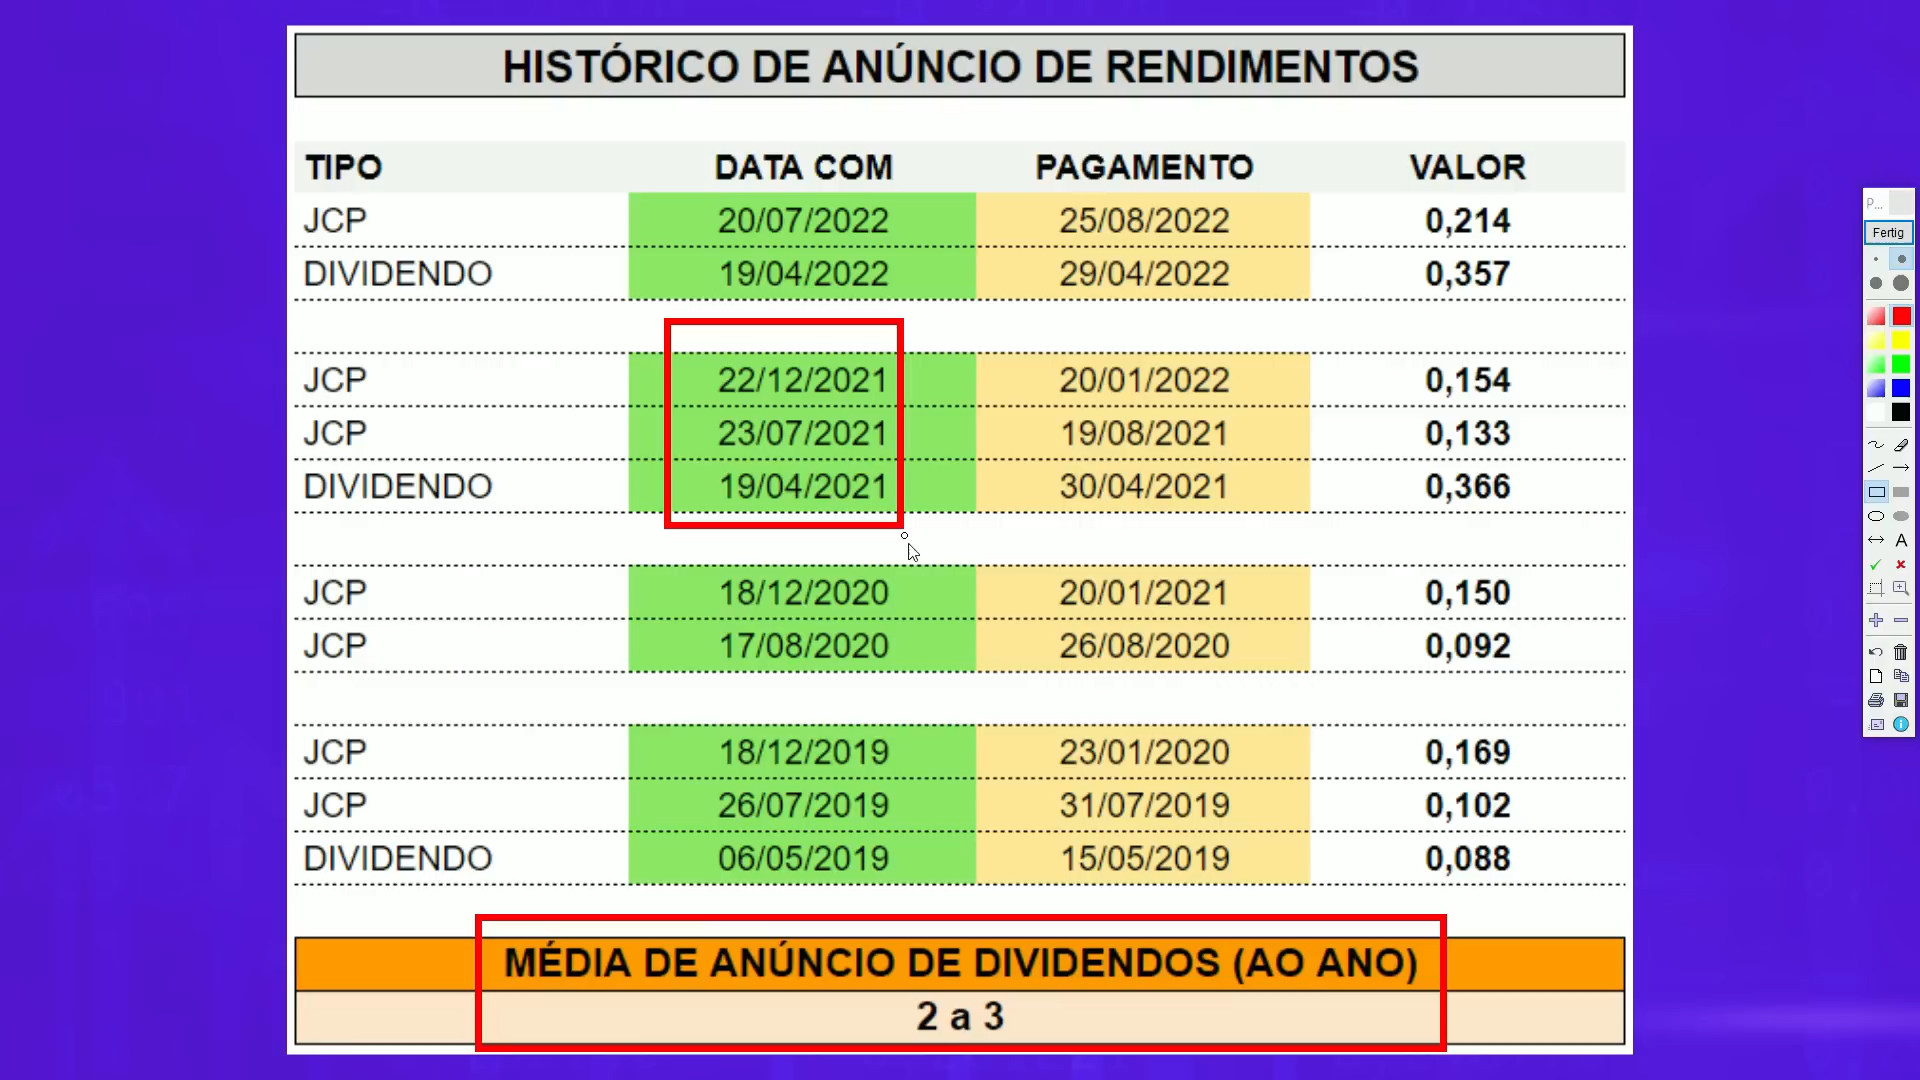 HISTÓRICO DE ANÚNCIO DE RENDIMENTOS
TIPO DATA COM PAGAMENTO VALOR
JCP 20/07/2022 25/08/2022 0,214
DIVIDENDO 19/04/2022 29/04/2022 0,357
JCP 22/12/2021 20/01/2022 0,154
JCP 23/07/2021 19/08/2021 0,133
DIVIDENDO 19/04/2021 30/04/2021 0,366
JCP 18/12/2020 20/01/2021 0,150
JCP 17/08/2020 26/08/2020 0,092
JCP 18/12/2019 23/01/2020 0,169
JCP 26/07/2019 31/07/2019 0,102
DIVIDENDO 06/05/2019 15/05/2019 0,088
MÉDIA DE ANÚNCIO DE DIVIDENDOS (AO ANO)
2 a 3
P...
Fertig
A